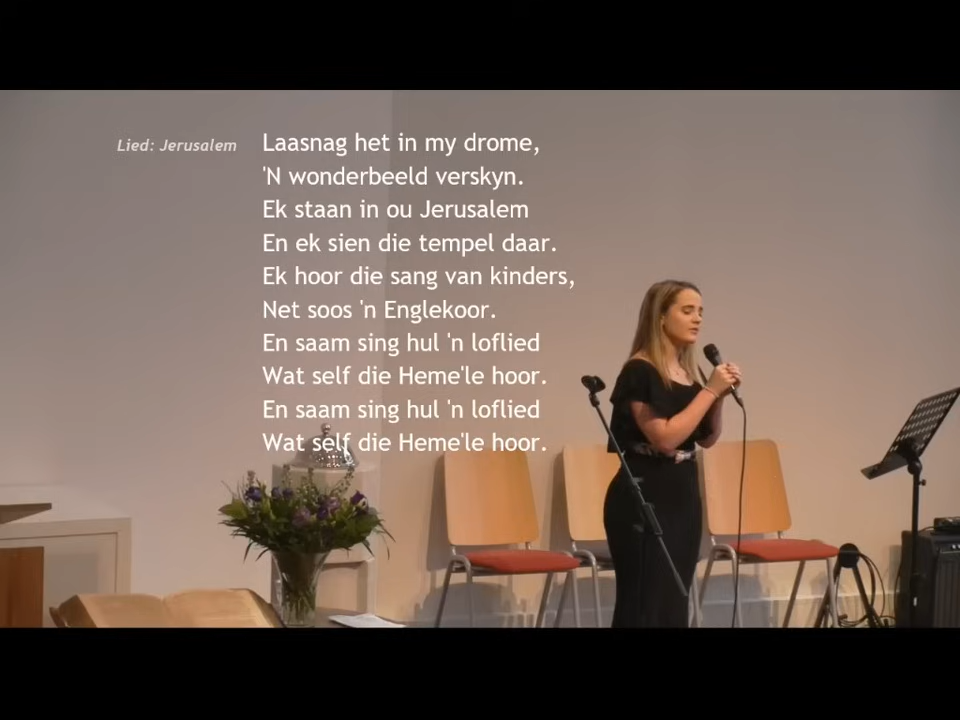 Lied: Jerusalem
Laasnag het in my drome,
'N wonderbeeld verskyn.
Ek staan in ou Jerusalem
En ek sien die tempel daar.
Ek hoor die sang van kinders,
Net soos 'n Englekoor.
En saam sing hul 'n loflied
Wat self die Heme'le hoor.
En saam sing hul 'n loflied
Wat self die Heme'le hoor.